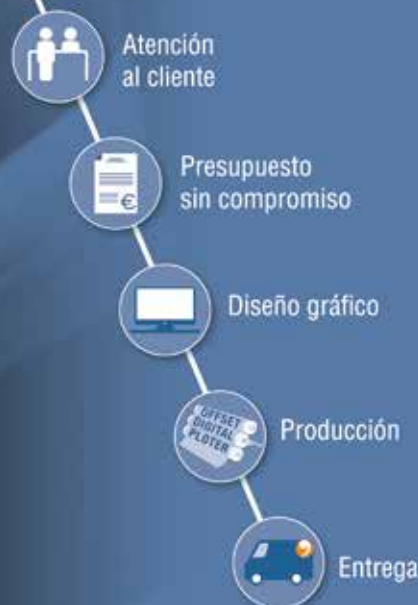 Atención
al cliente
Presupuesto
sin compromiso
€
Diseño gráfico
OFFSET
DIGITAL
PLOTER
Producción
Entrega